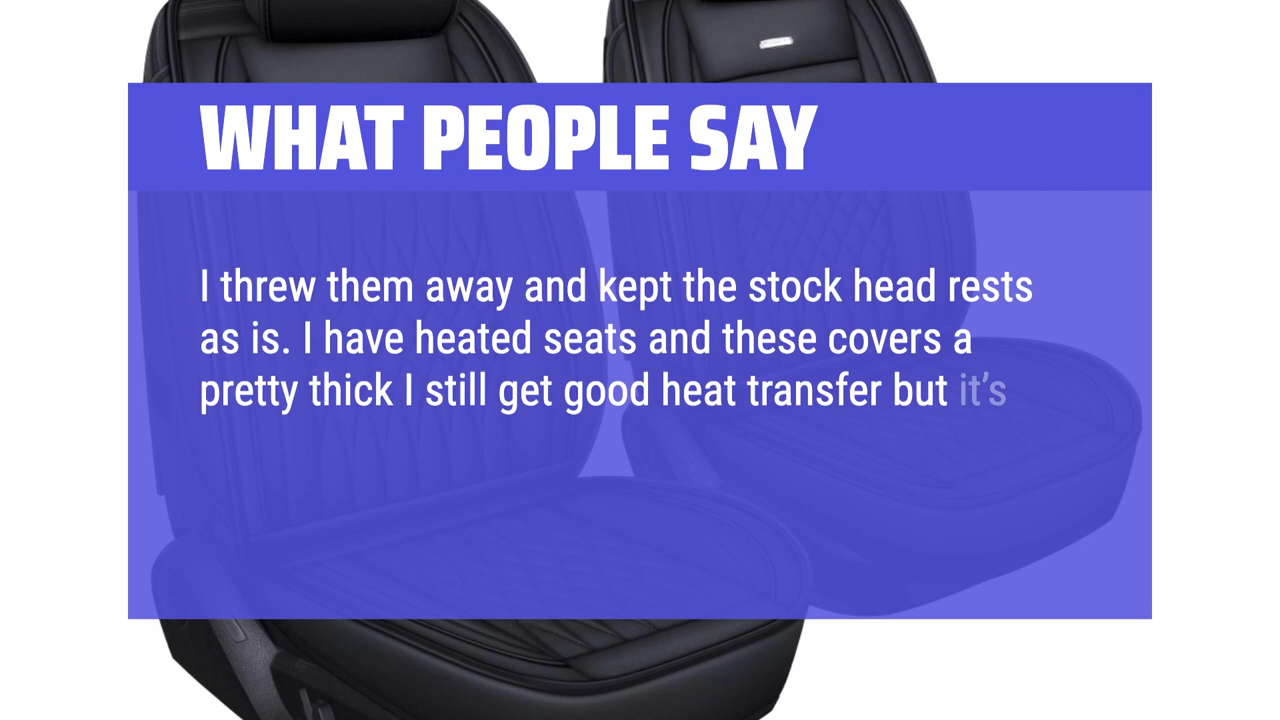 WHAT PEOPLE SAY
I threw them away and kept the stock head rests
as is. I have heated seats and these covers a
pretty thick I still get good heat transfer but it’s